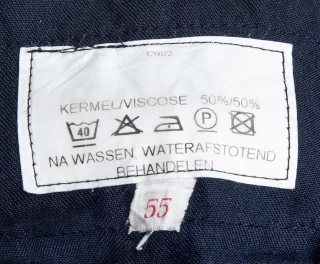 KERMEL/VISCOSE 50%/50%
40 P
NA WASSEN, WATERAFSTOTEND
BEHANDELEN
55